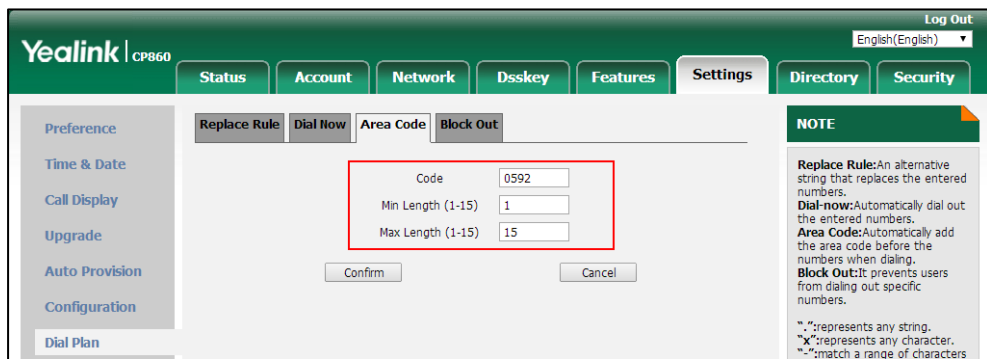 Log Out
Yealink | CP860
English(English)
Status Account Network Dsskey Features Settings Directory Security
Preference
Time & Date
Call Display
Upgrade
Auto Provision
Configuration
Dial Plan
Replace Rule Dial Now Area Code Block Out
Code 0592
Min Length (1-15) 1
Max Length (1-15) 15
Confirm Cancel
NOTE
Replace Rule:An alternative
string that replaces the entered
numbers.
Dial-now:Automatically dial out
the entered numbers.
Area Code:Automatically add
the area code before the
numbers when dialing.
Block Out:It prevents users
from dialing out specific
numbers.
".":represents any string.
"x":represents any character.
"-":match a range of characters